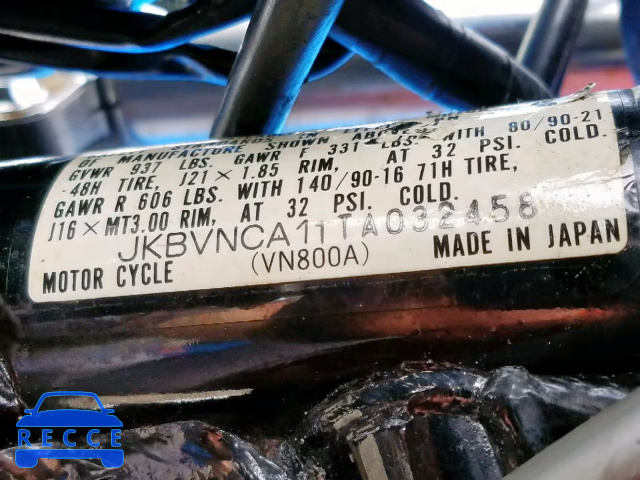 OF MANUFACTURE SHOWN ABOVE.
GVWR 937 LBS. GAWR F 331 LBS. WITH 80/90-21
48H TIRE, J21 × 1.85 RIM, AT 32 PSI. COLD.
GAWR R 606 LBS. WITH 140/90-16 71H TIRE,
J16 × MT3.00 RIM, AT 32 PSI. COLD.
JKBVNCA11TA032458
MOTOR CYCLE (VN800A) MADE IN JAPAN
RECCE